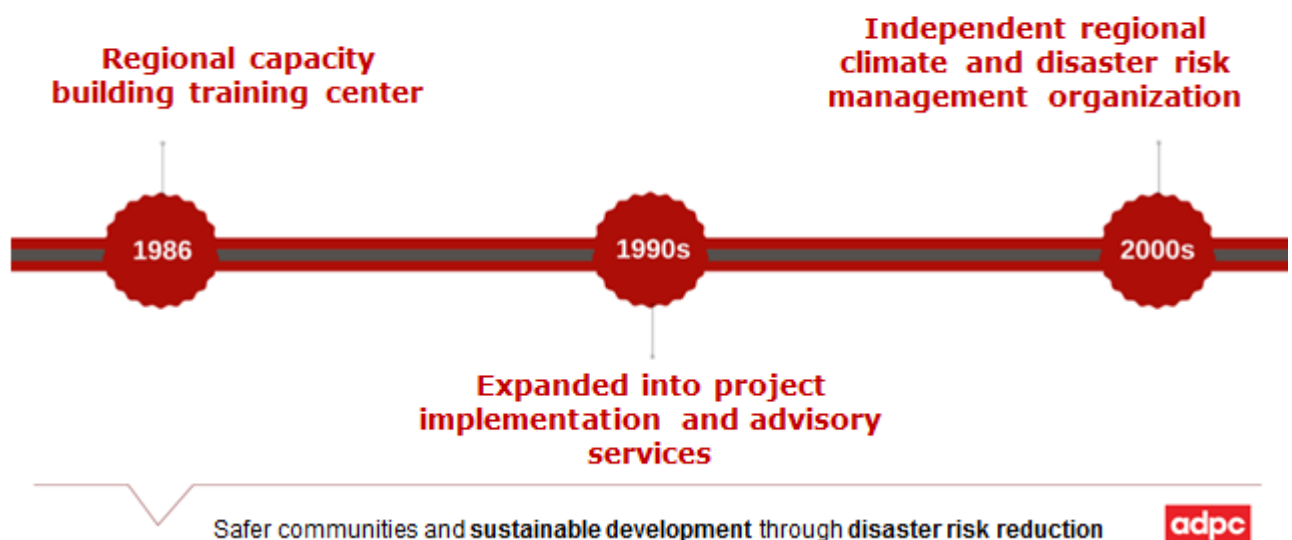 Regional capacity
building training center
Independent regional
climate and disaster risk
management organization
1986
1990s
2000s
Expanded into project
implementation and advisory
services
Safer communities and sustainable development through disaster risk reduction
adpc